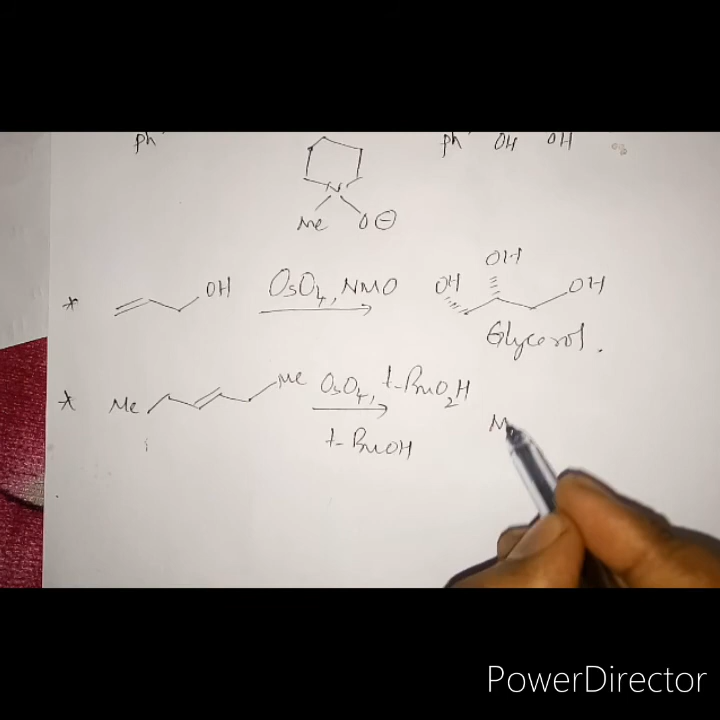 Ph Ph OH OH
N
Me O⊖
* OH OsO4, NMO OH OH OH
Glycerol.
* Me Me OsO4, t-BuO2H
t-BuOH M
PowerDirector